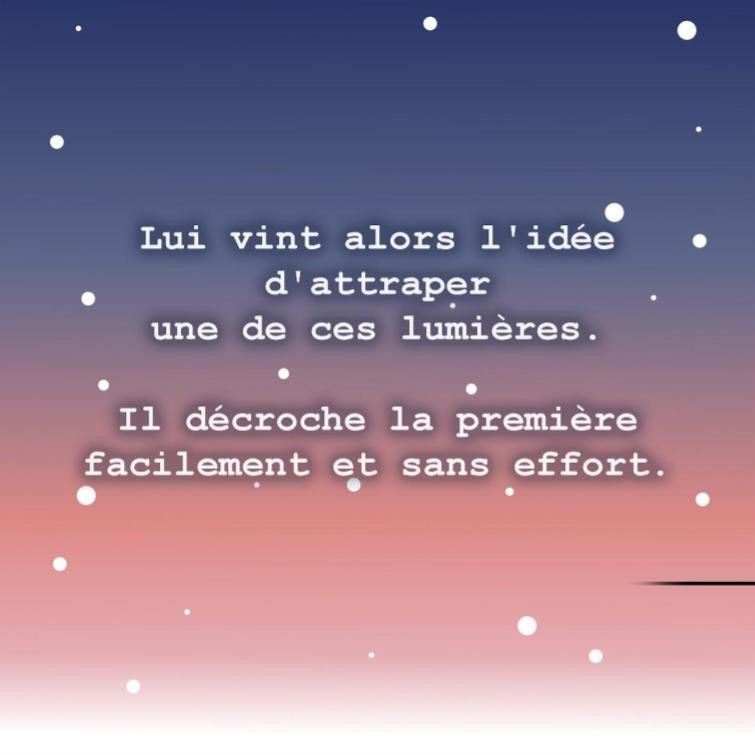 Lui vint alors l'idée
d'attraper
une de ces lumières.
Il décroche la première
facilement et sans effort.